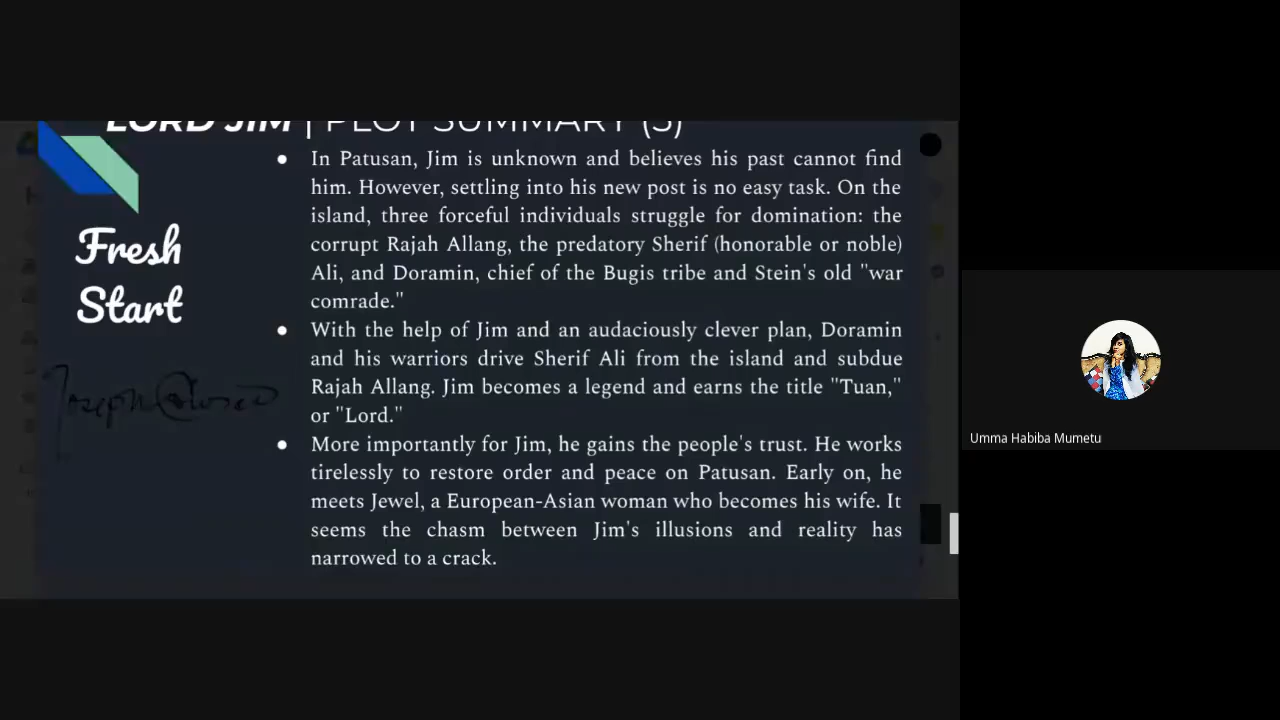 LORD JIM | PLOT SUMMARY (5)
Fresh
Start
● In Patusan, Jim is unknown and believes his past cannot find
him. However, settling into his new post is no easy task. On the
island, three forceful individuals struggle for domination: the
corrupt Rajah Allang, the predatory Sherif (honorable or noble)
Ali, and Doramin, chief of the Bugis tribe and Stein's old "war
comrade."
● With the help of Jim and an audaciously clever plan, Doramin
and his warriors drive Sherif Ali from the island and subdue
Rajah Allang. Jim becomes a legend and earns the title "Tuan,"
or "Lord."
● More importantly for Jim, he gains the people's trust. He works
tirelessly to restore order and peace on Patusan. Early on, he
meets Jewel, a European-Asian woman who becomes his wife. It
seems the chasm between Jim's illusions and reality has
narrowed to a crack.
Joseph Conrad
Umma Habiba Mumetu